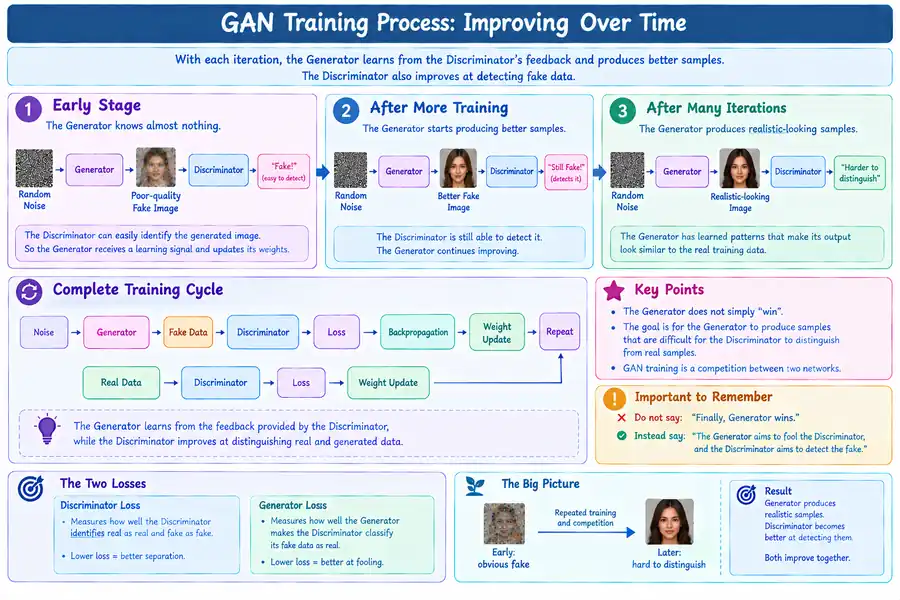 GAN Training Process: Improving Over Time
With each iteration, the Generator learns from the Discriminator's feedback and produces better samples.
The Discriminator also improves at detecting fake data.
1 Early Stage
The Generator knows almost nothing.
Random
Noise
Generator
Poor-quality
Fake Image
Discriminator
"Fake!"
(easy to detect)
The Discriminator can easily identify the generated image.
So the Generator receives a learning signal and updates its weights.
2 After More Training
The Generator starts producing better samples.
Random
Noise
Generator
Better Fake
Image
Discriminator
"Still Fake!"
(detects it)
The Discriminator is still able to detect it.
The Generator continues improving.
3 After Many Iterations
The Generator produces realistic-looking samples.
Random
Noise
Generator
Realistic-looking
Image
Discriminator
"Harder to
distinguish"
The Generator has learned patterns that make its output
look similar to the real training data.
Complete Training Cycle
Noise
Generator
Fake Data
Discriminator
Loss
Backpropagation
Weight
Update
Repeat
Real Data
Discriminator
Loss
Weight Update
The Generator learns from the feedback provided by the Discriminator,
while the Discriminator improves at distinguishing real and generated data.
Key Points
• The Generator does not simply "win".
• The goal is for the Generator to produce samples
that are difficult for the Discriminator to distinguish
from real samples.
• GAN training is a competition between two networks.
! Important to Remember
Do not say: "Finally, Generator wins."
Instead say: "The Generator aims to fool the Discriminator,
and the Discriminator aims to detect the fake."
The Two Losses
Discriminator Loss
• Measures how well the Discriminator
identifies real as real and fake as fake.
• Lower loss = better separation.
Generator Loss
• Measures how well the Generator
makes the Discriminator classify
its fake data as real.
• Lower loss = better at fooling.
The Big Picture
Early:
obvious fake
Repeated training
and competition
Later:
hard to distinguish
Result
Generator produces
realistic samples.
Discriminator becomes
better at detecting them.
Both improve together.